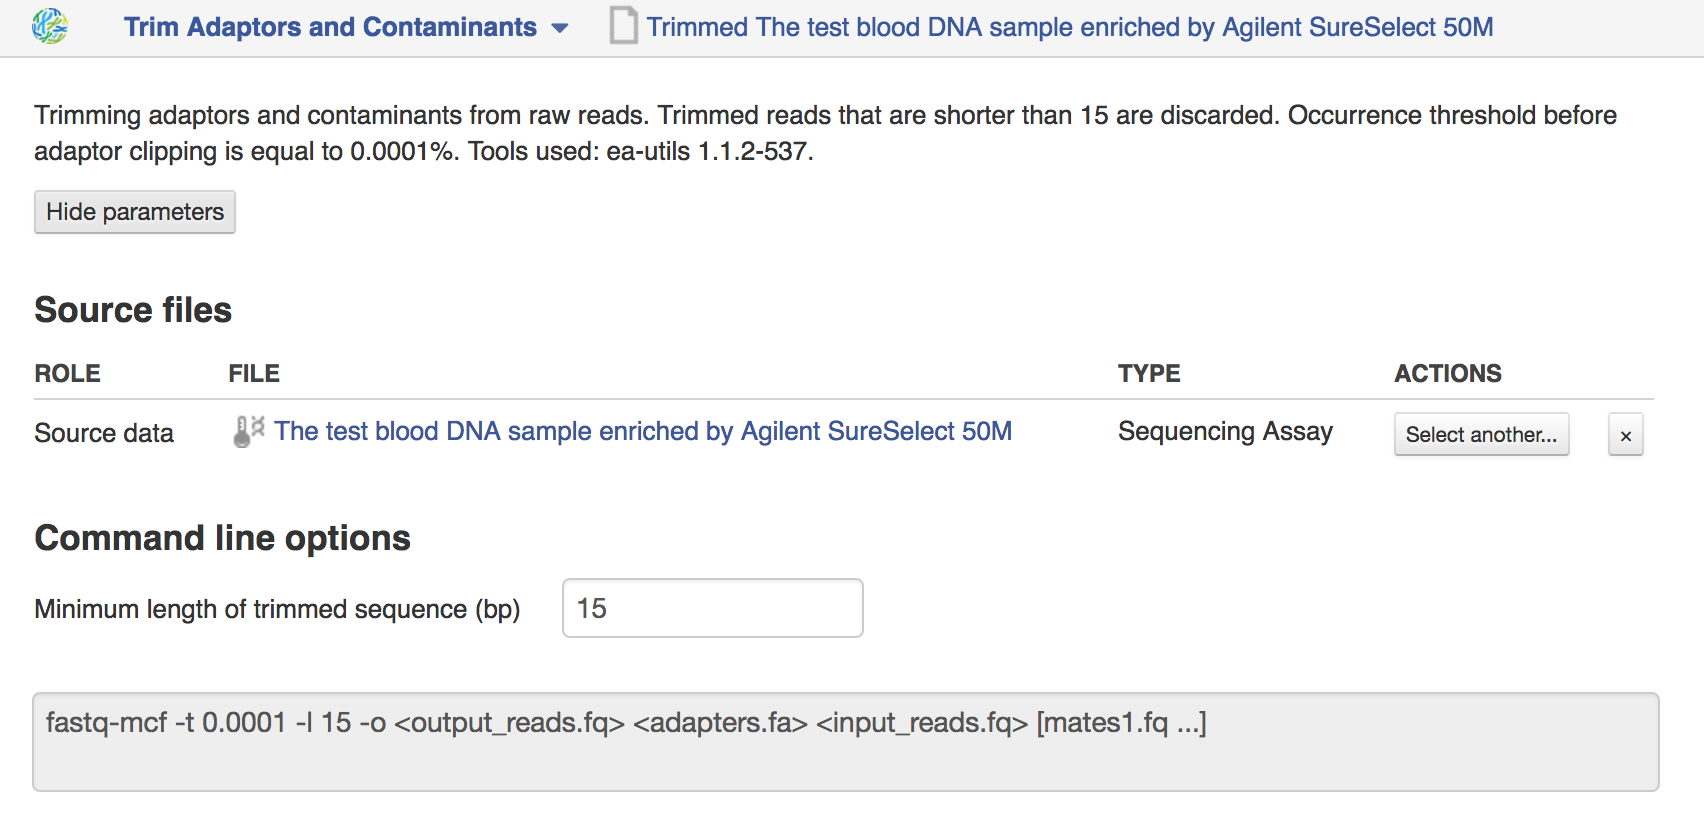 Trim Adaptors and Contaminants Trimmed The test blood DNA sample enriched by Agilent SureSelect 50M
Trimming adaptors and contaminants from raw reads. Trimmed reads that are shorter than 15 are discarded. Occurrence threshold before
adaptor clipping is equal to 0.0001%. Tools used: ea-utils 1.1.2-537.
Hide parameters
Source files
ROLE FILE TYPE ACTIONS
Source data The test blood DNA sample enriched by Agilent SureSelect 50M Sequencing Assay Select another... ×
Command line options
Minimum length of trimmed sequence (bp) 15
fastq-mcf -t 0.0001 -l 15 -o <output_reads.fq> <adapters.fa> <input_reads.fq> [mates1.fq ...]